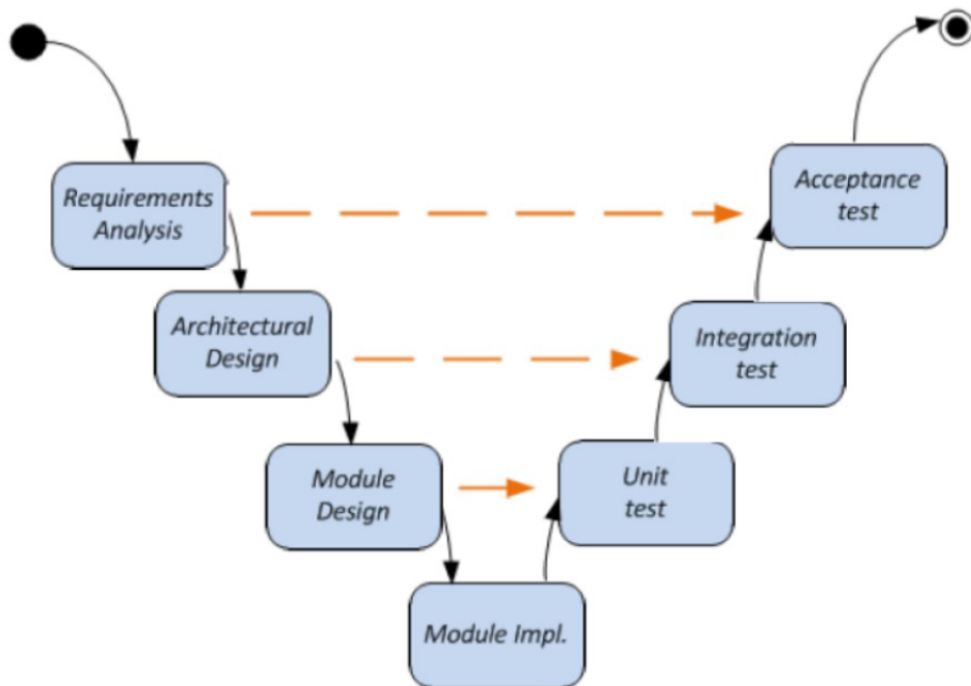 Requirements
Analysis
Acceptance
test
Architectural
Design
Integration
test
Module
Design
Unit
test
Module Impl.